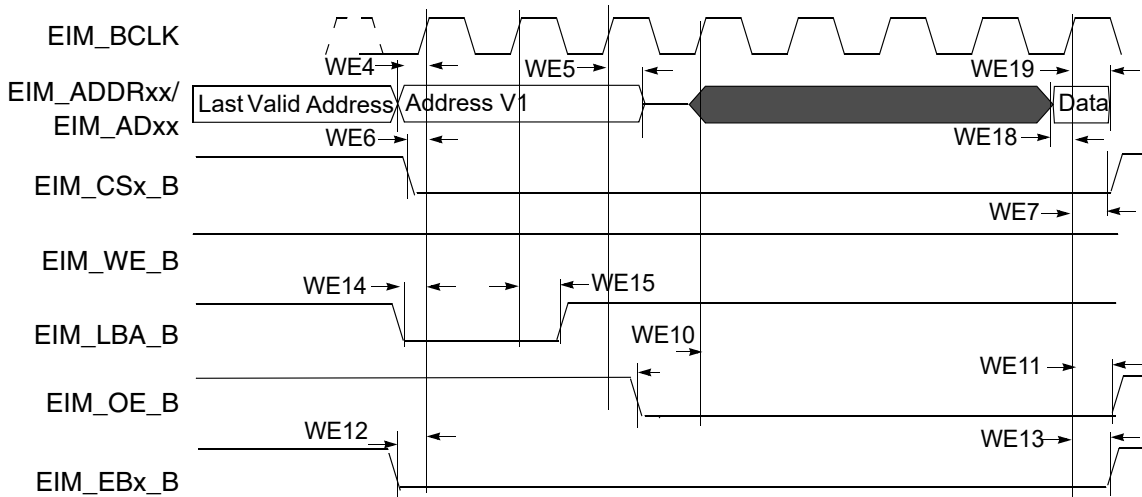 EIM_BCLK
WE4
WE5
WE19
EIM_ADDRxx/
EIM_ADxx
Last Valid Address
Address V1
Data
WE6
WE18
EIM_CSx_B
WE7
EIM_WE_B
WE14
WE15
EIM_LBA_B
WE10
WE11
EIM_OE_B
WE12
WE13
EIM_EBx_B